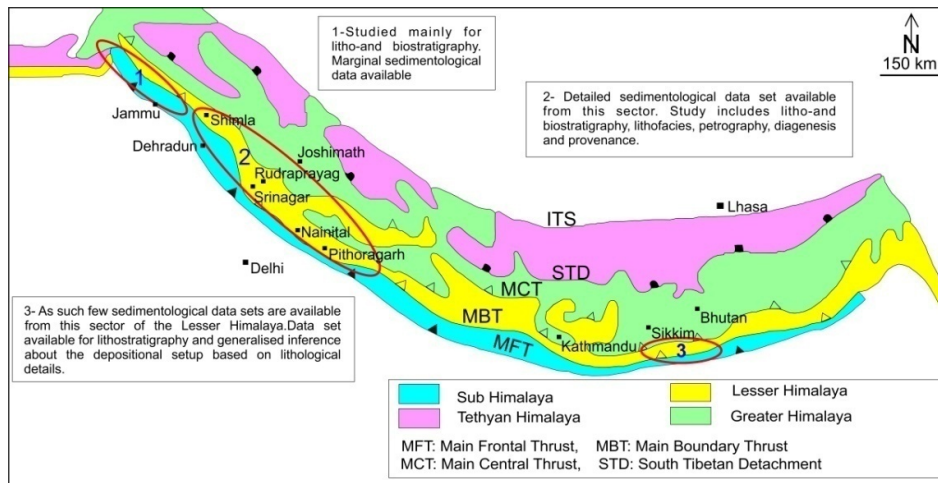 1-Studied mainly for
litho-and biostratigraphy.
Marginal sedimentological
data available
N
150 km
2- Detailed sedimentological data set available
from this sector. Study includes litho-and
biostratigraphy, lithofacies, petrography, diagenesis
and provenance.
1
Jammu
Shimla
Dehradun
2
Joshimath
Rudraprayag
Srinagar
Nainital
Pithoragarh
Delhi
Lhasa
ITS
STD
MCT
MBT
MFT
Bhutan
Sikkim
Kathmandu
3
3- As such few sedimentological data sets are available
from this sector of the Lesser Himalaya.Data set
available for lithostratigraphy and generalised inference
about the depositional setup based on lithological
details.
Sub Himalaya
Lesser Himalaya
Tethyan Himalaya
Greater Himalaya
MFT: Main Frontal Thrust, MBT: Main Boundary Thrust
MCT: Main Central Thrust, STD: South Tibetan Detachment